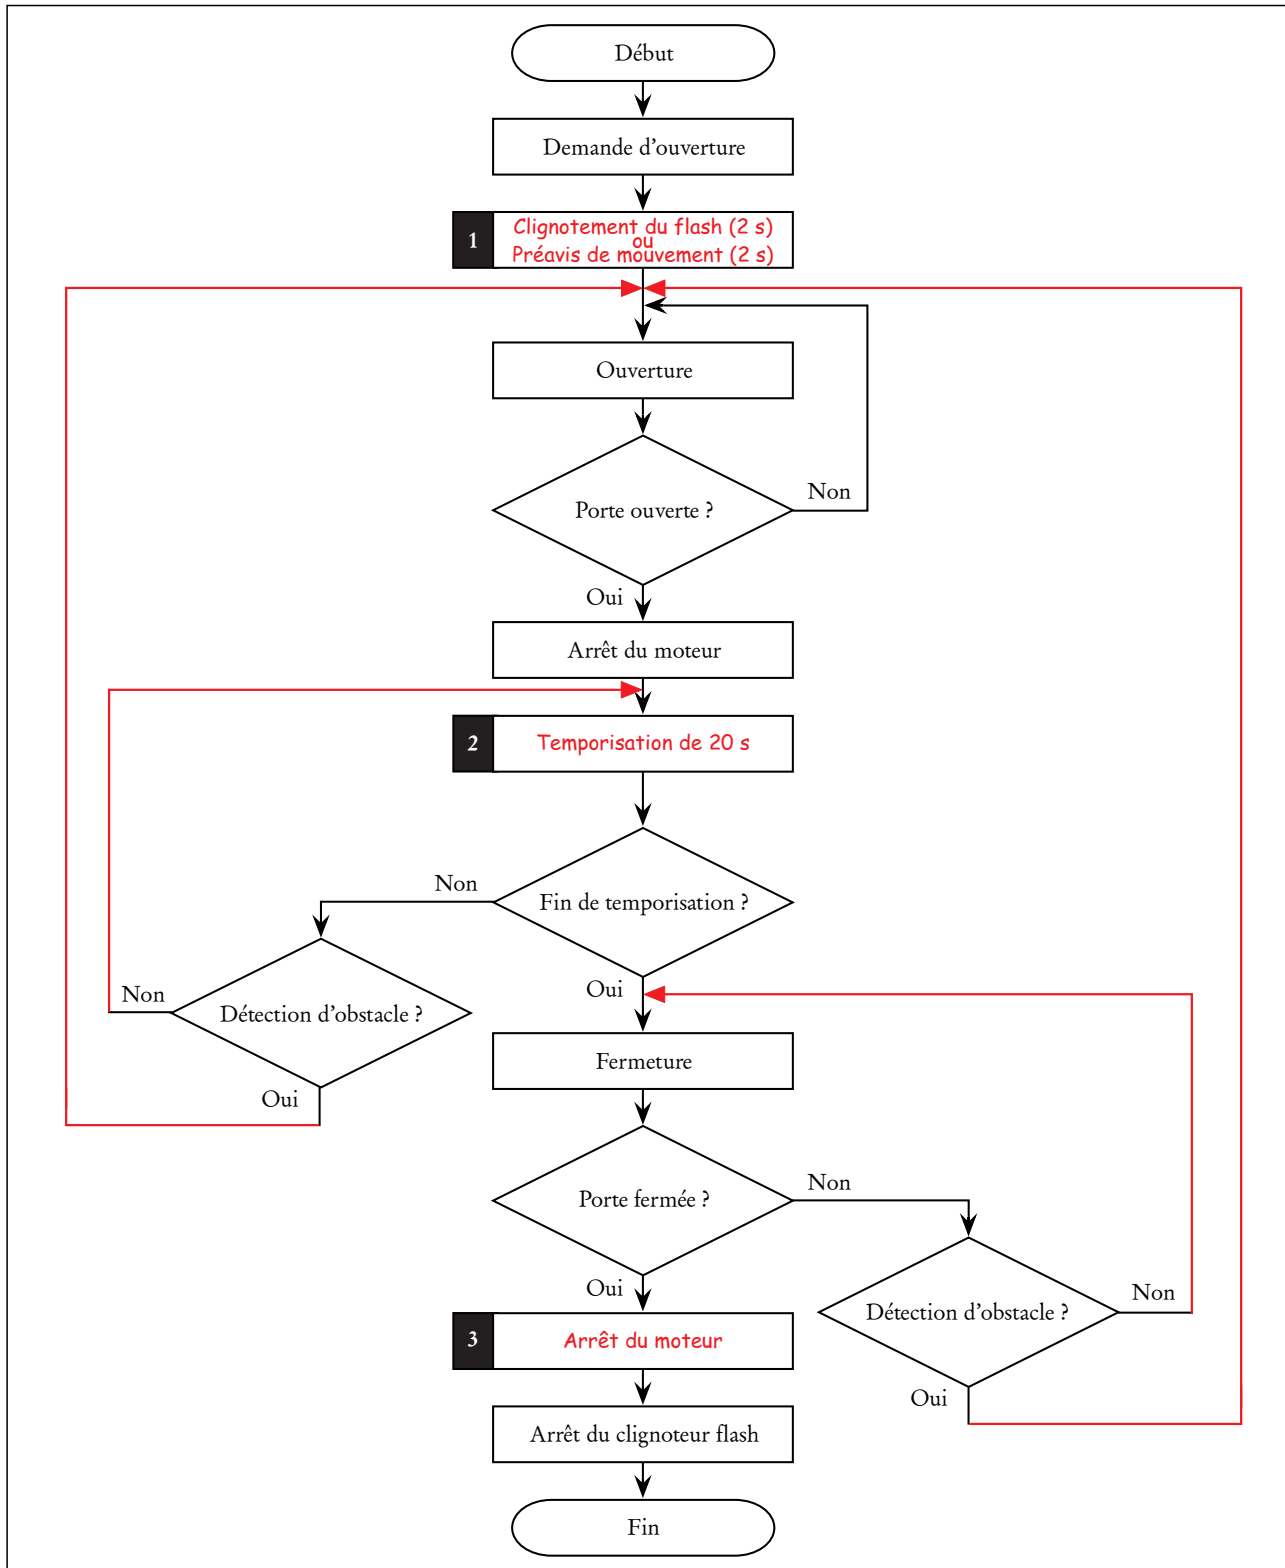 Début
Demande d'ouverture
1
Clignotement du flash (2 s)
ou
Préavis de mouvement (2 s)
Ouverture
Porte ouverte ?
Non
Oui
Arrêt du moteur
2
Temporisation de 20 s
Fin de temporisation ?
Non
Oui
Détection d'obstacle ?
Non
Oui
Fermeture
Porte fermée ?
Non
Oui
Détection d'obstacle ?
Non
Oui
3
Arrêt du moteur
Arrêt du clignoteur flash
Fin